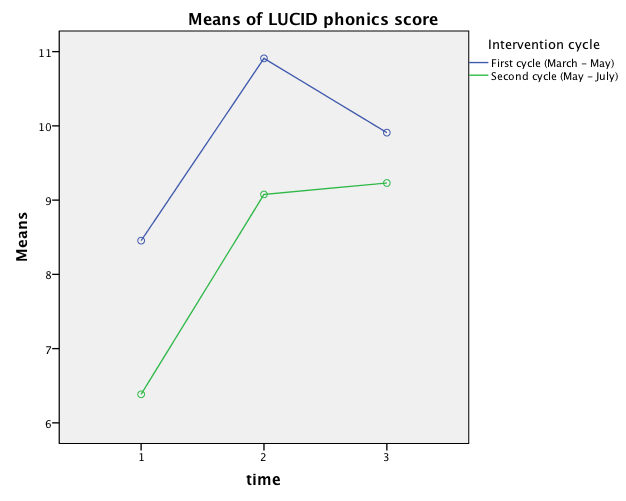 Means of LUCID phonics score
Intervention cycle
First cycle (March – May)
Second cycle (May – July)
Means
11
10
9
8
7
6
1
2
3
time